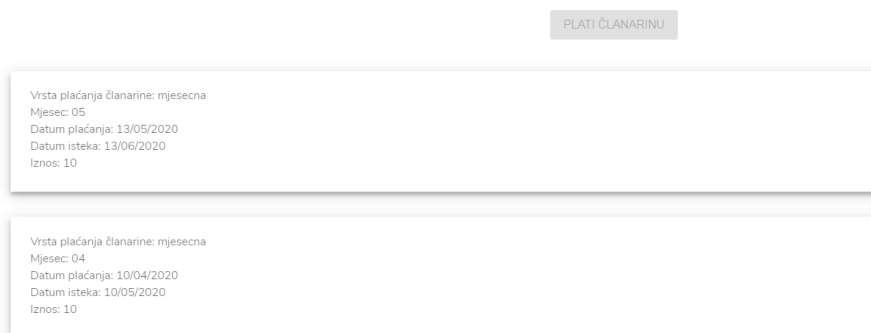 PLATI ČLANARINU
Vrsta plaćanja članarine: mjesecna
Mjesec: 05
Datum plaćanja: 13/05/2020
Datum isteka: 13/06/2020
Iznos: 10
Vrsta plaćanja članarine: mjesecna
Mjesec: 04
Datum plaćanja: 10/04/2020
Datum isteka: 10/05/2020
Iznos: 10